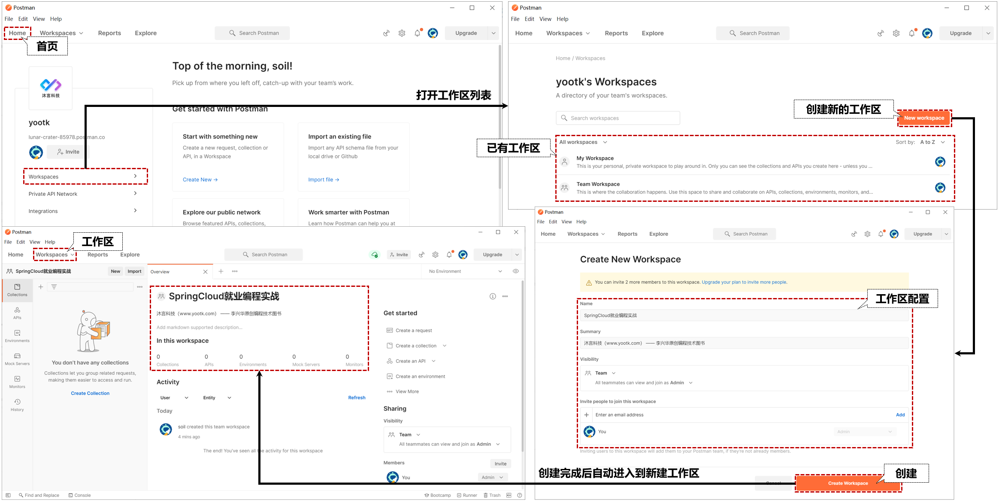 Postman
File Edit View Help
Home Workspaces Reports Explore Search Postman Upgrade
首页
沐言科技
yootk
lunar-crater-85978.postman.co
Invite
Workspaces
Private API Network
Integrations
Top of the morning, soil!
Pick up from where you left off, catch-up with your team's work.
Get started with Postman
Start with something new
Create a new request, collection or
API, in a Workspace
Create New →
Import an existing file
Import any API schema file from your
local drive or Github
Import file →
Explore our public network
Browse featured APIs, collections,
Work smarter with Postman
Learn how Postman can help you at
打开工作区列表
Postman
File Edit View Help
Home Workspaces Reports Explore Search Postman Upgrade
Home / Workspaces
yootk's Workspaces
A directory of your team's workspaces.
创建新的工作区
Search workspaces
New workspace
已有工作区
All workspaces Sort by: A to Z
My Workspace
This is your personal, private workspace to play around in. Only you can see the collections and APIs you create here - unless you ...
Team Workspace
This is where the collaboration happens. Use this space to share and collaborate on APIs, collections, environments, monitors, and...
Postman
File Edit View Help
Home Workspaces Reports Explore Search Postman Upgrade
Create New Workspace
You can invite 2 more members to this workspace. Upgrade your plan to invite more people.
工作区配置
Name
SpringCloud就业编程实战
Summary
沐言科技（www.yootk.com） —— 李兴华原创编程技术图书
Visibility
Team
All teammates can view and join as Admin
Invite people to join this workspace
+ Enter an email address Add
You Admin
Inviting users to this workspace will add them to your Postman team, if they're not already members.
创建完成后自动进入到新建工作区
创建
Cancel Create Workspace
Postman
File Edit View Help
工作区
Home Workspaces Reports Explore Search Postman Invite Upgrade
SpringCloud就业编程实战 New Import
Overview
No Environment
Collections
APIs
Environments
Mock Servers
Monitors
History
You don't have any collections
Collections let you group related requests,
making them easier to access and run.
Create Collection
SpringCloud就业编程实战
沐言科技（www.yootk.com） —— 李兴华原创编程技术图书
Add markdown supported description...
In this workspace
0 0 0 0 0
Collections APIs Environments Mock Servers Monitors
Activity
User Entity Refresh
Today
soil created this team workspace
4 mins ago
The end! You've seen all the activity for this workspace
Get started
GET Create a request
Create a collection
Create an API
Create an environment
View More
Sharing
Visibility
Team
All teammates can view and join as Admin
Members Invite
You Admin
Find and Replace Console Bootcamp Runner Trash